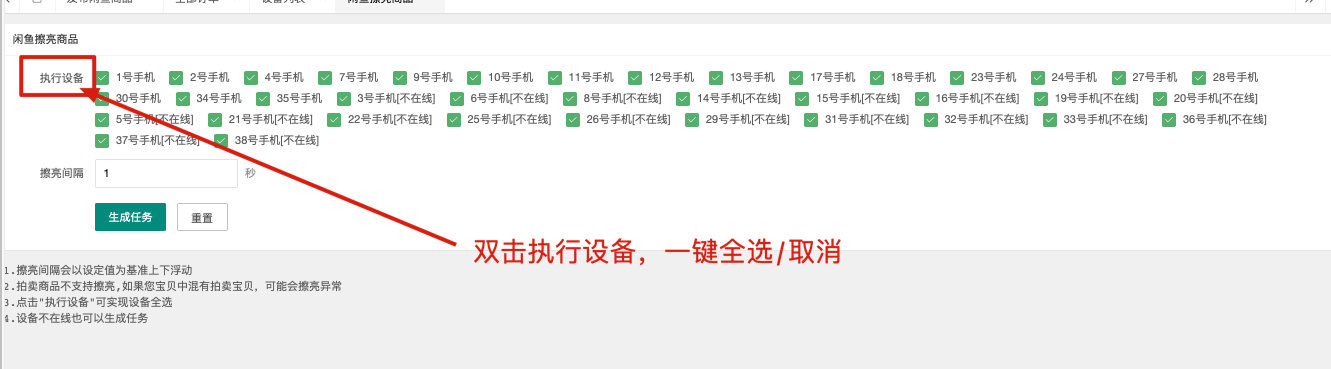 闲鱼擦亮商品
执行设备 1号手机 2号手机 4号手机 7号手机 9号手机 10号手机 11号手机 12号手机 13号手机 17号手机 18号手机 23号手机 24号手机 27号手机 28号手机
30号手机 34号手机 35号手机 3号手机[不在线] 6号手机[不在线] 8号手机[不在线] 14号手机[不在线] 15号手机[不在线] 16号手机[不在线] 19号手机[不在线] 20号手机[不在线]
5号手机[不在线] 21号手机[不在线] 22号手机[不在线] 25号手机[不在线] 26号手机[不在线] 29号手机[不在线] 31号手机[不在线] 32号手机[不在线] 33号手机[不在线] 36号手机[不在线]
37号手机[不在线] 38号手机[不在线]
擦亮间隔 1 秒
生成任务 重置
双击执行设备，一键全选/取消
1.擦亮间隔会以设定值为基准上下浮动
2.拍卖商品不支持擦亮,如果您宝贝中混有拍卖宝贝，可能会擦亮异常
3.点击"执行设备"可实现设备全选
4.设备不在线也可以生成任务